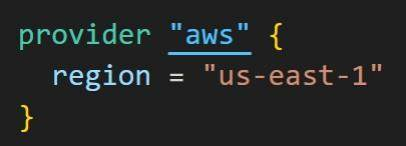 provider "aws" {
  region = "us-east-1"
}